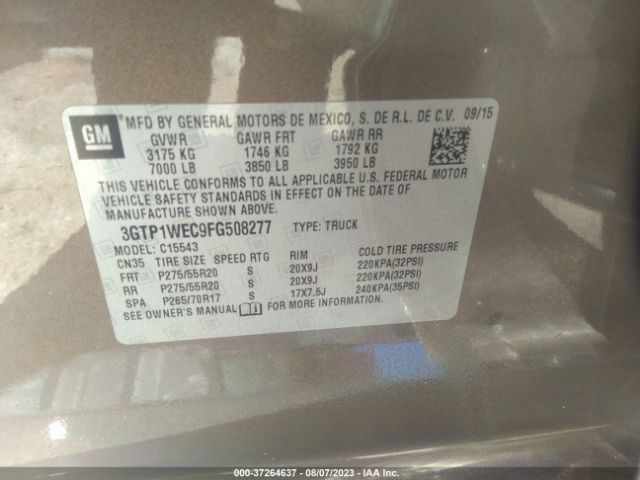 GM
MFD BY GENERAL MOTORS DE MEXICO, S. DE R.L. DE C.V. 09/15
GVWR GAWR FRT GAWR RR
3175 KG 1746 KG 1792 KG
7000 LB 3850 LB 3950 LB
THIS VEHICLE CONFORMS TO ALL APPLICABLE U.S. FEDERAL MOTOR
VEHICLE SAFETY STANDARDS IN EFFECT ON THE DATE OF
MANUFACTURE SHOWN ABOVE.
3GTP1WEC9FG508277 TYPE: TRUCK
MODEL: C15543
CN35 TIRE SIZE SPEED RTG RIM COLD TIRE PRESSURE
FRT P275/55R20 S 20X9J 220KPA(32PSI)
RR P275/55R20 S 20X9J 220KPA(32PSI)
SPA P265/70R17 S 17X7.5J 240KPA(35PSI)
SEE OWNER'S MANUAL FOR MORE INFORMATION.
000-37264637 - 08/07/2023 - IAA Inc.